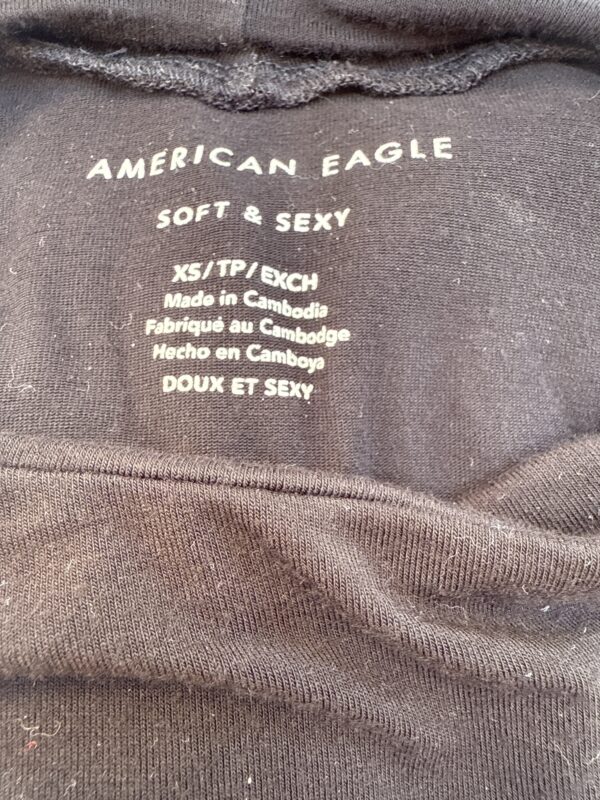 AMERICAN EAGLE
SOFT & SEXY
XS/TP/EXCH
Made in Cambodia
Fabriqué au Cambodge
Hecho en Camboya
DOUX ET SEXY